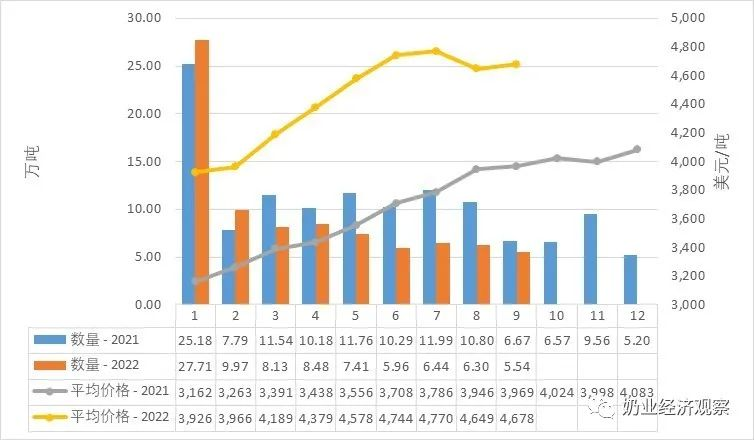 30.00 5,000
25.00 4,800
20.00 4,600
15.00 4,400
10.00 4,200
5.00 4,000
0.00 3,800
3,600
3,400
3,200
3,000
万吨
美元/吨
1 2 3 4 5 6 7 8 9 10 11 12
数量 - 2021 25.18 7.79 11.54 10.18 11.76 10.29 11.99 10.80 6.67 6.57 9.56 5.20
数量 - 2022 27.71 9.97 8.13 8.48 7.41 5.96 6.44 6.30 5.54
平均价格 - 2021 3,162 3,263 3,391 3,438 3,556 3,708 3,786 3,946 3,969 4,024 3,998 4,083
平均价格 - 2022 3,926 3,966 4,189 4,379 4,578 4,744 4,770 4,649 4,678
奶业经济观察